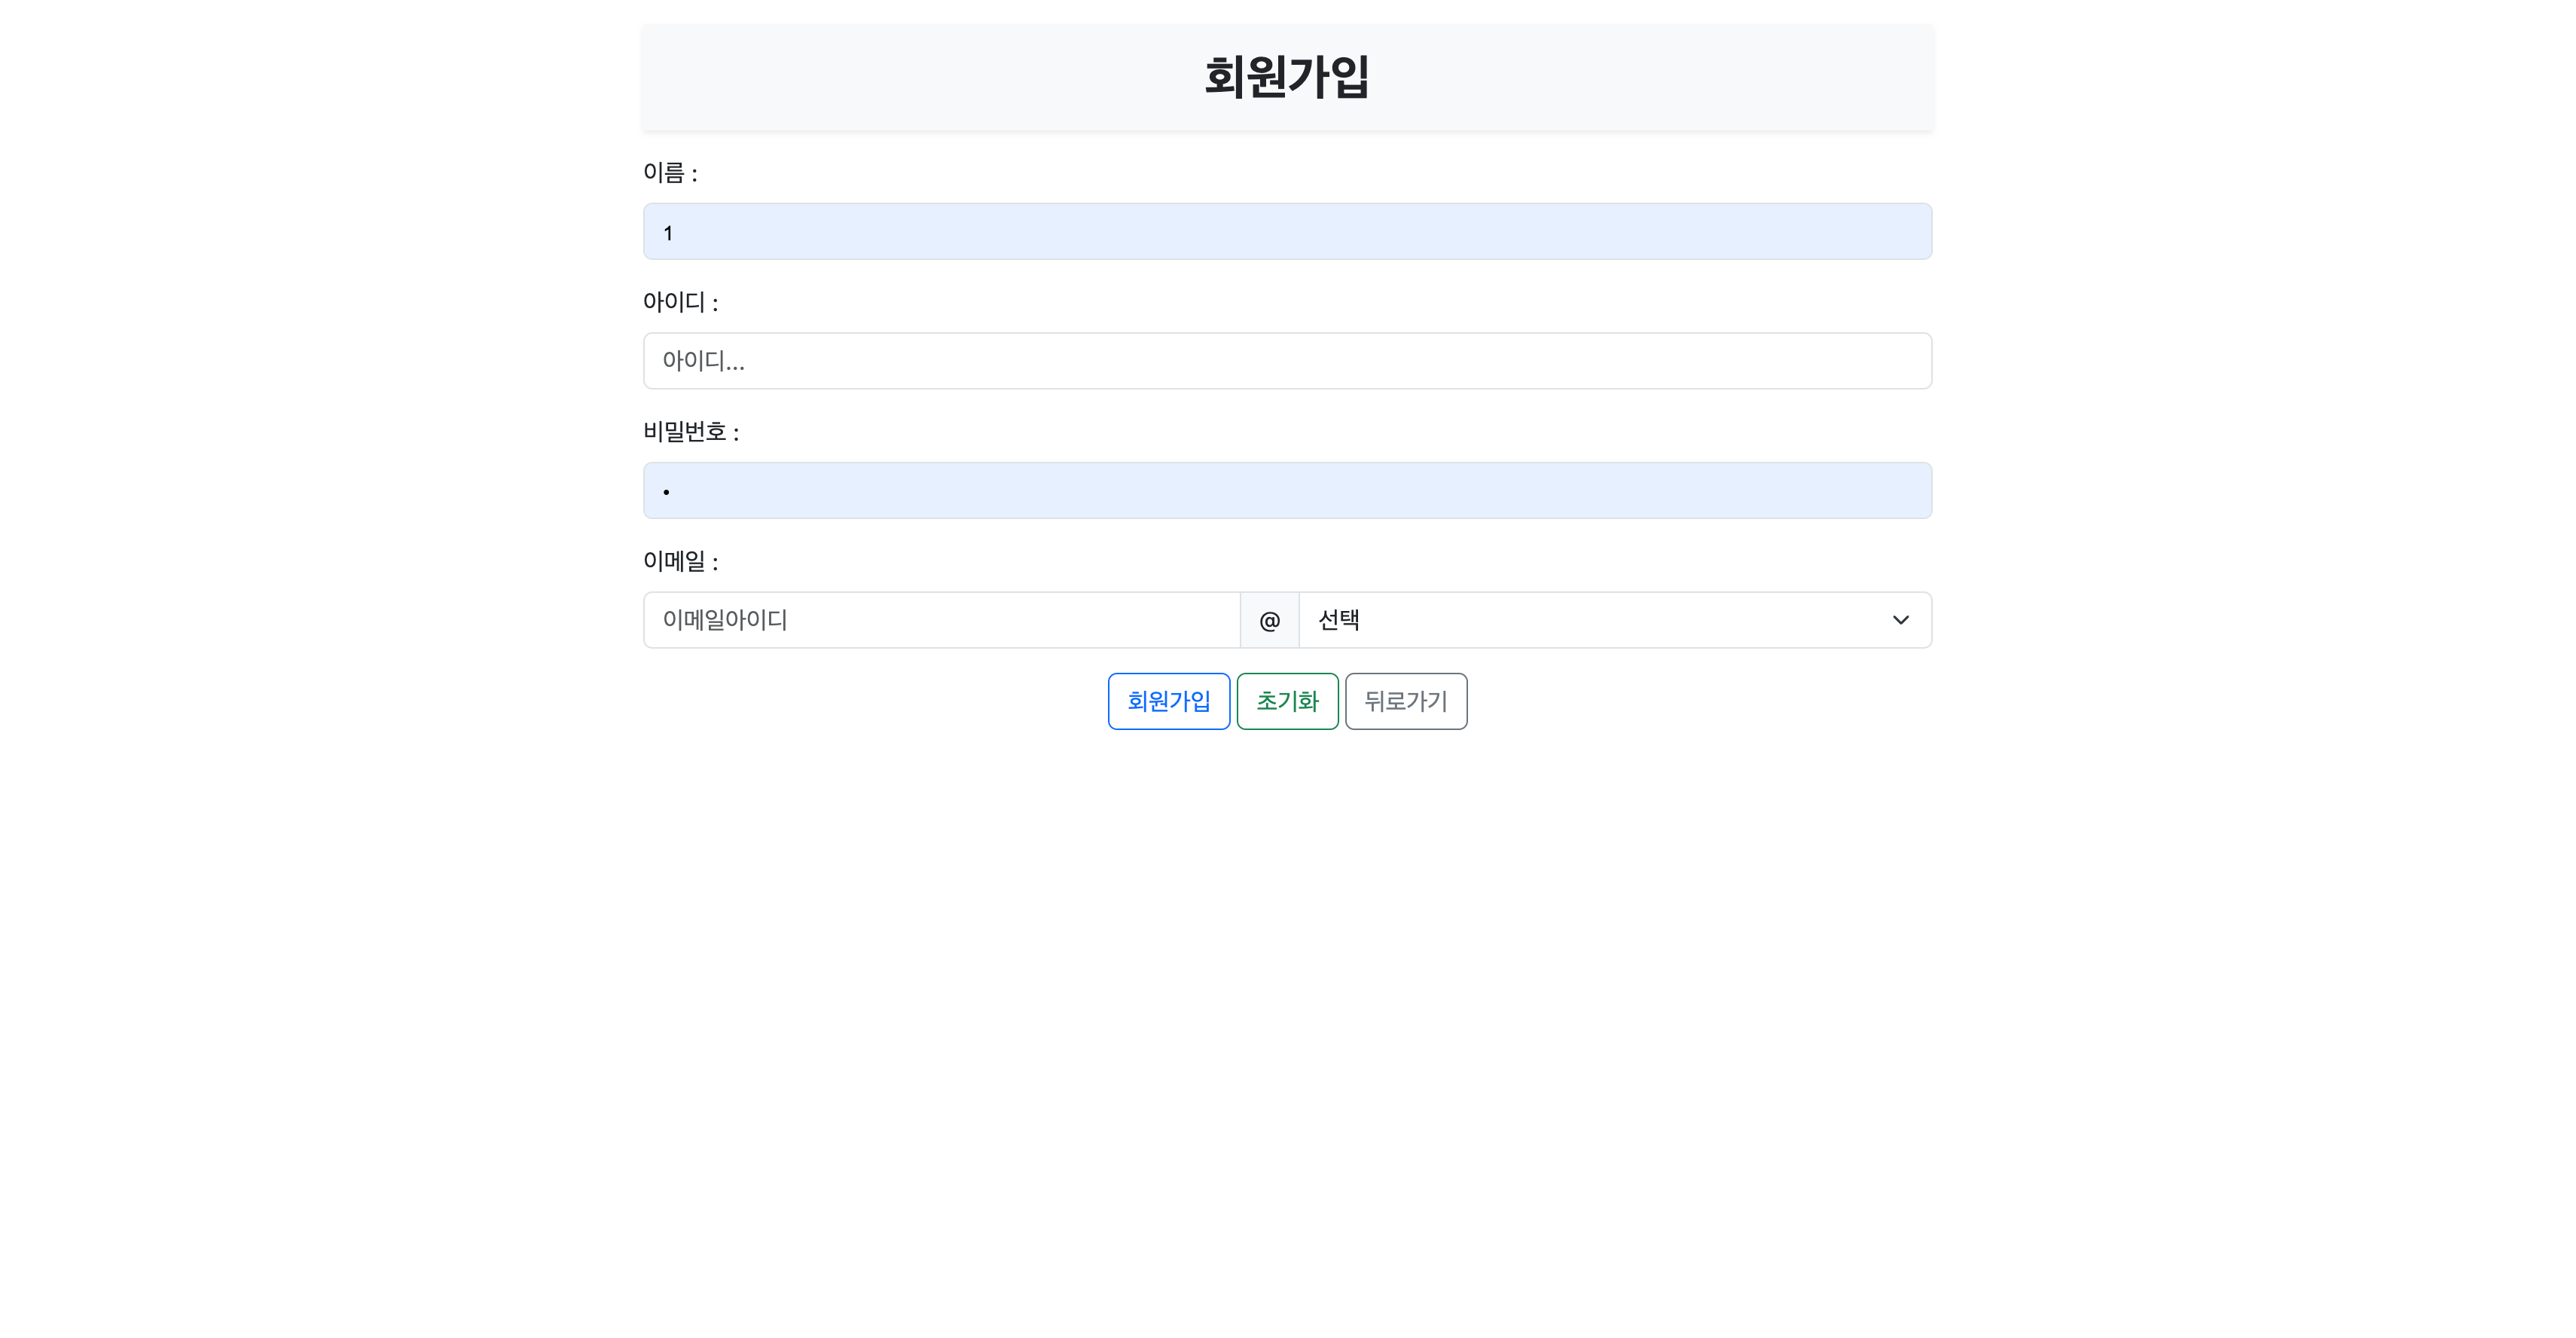 회원가입
이름 :
1
아이디 :
아이디...
비밀번호 :
•
이메일 :
이메일아이디 @ 선택
회원가입 초기화 뒤로가기